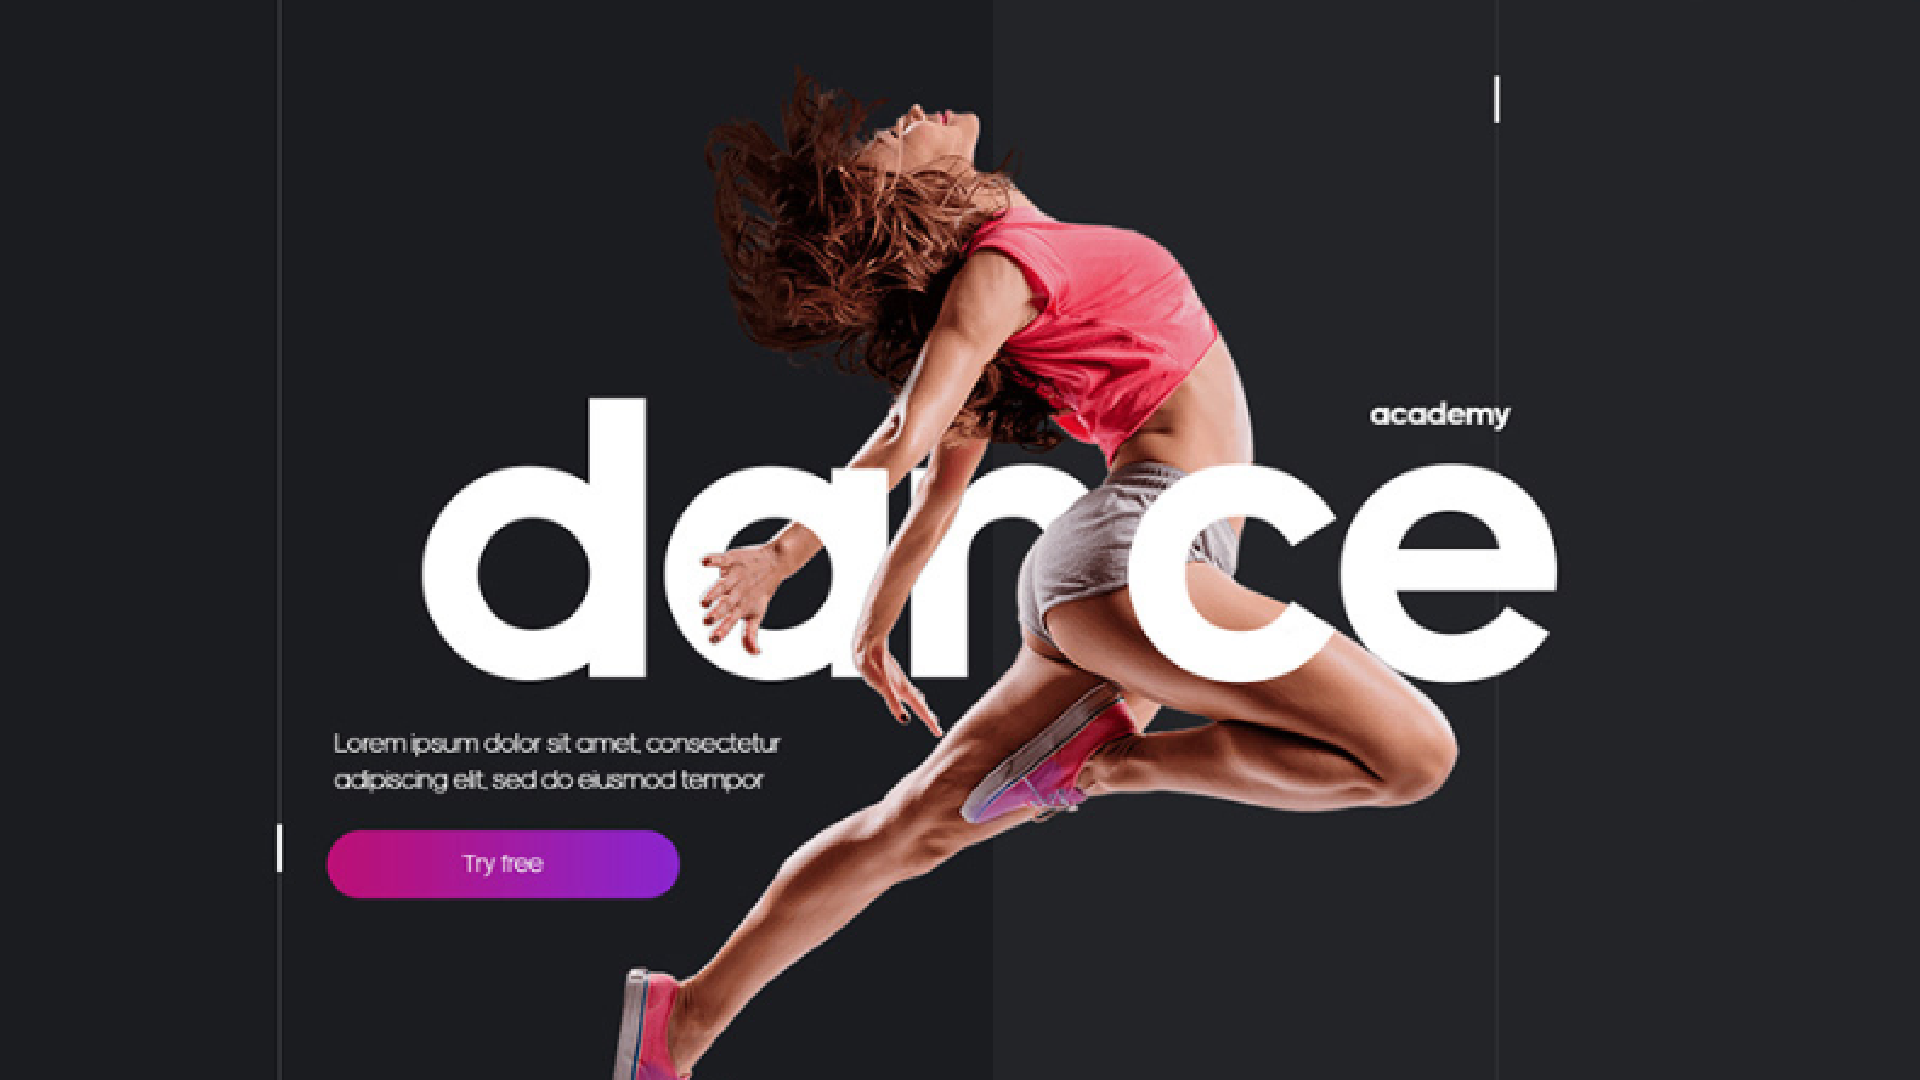 academy
dance
Lorem ipsum dolor sit amet, consectetur
adipiscing elit, sed do eiusmod tempor
Try free